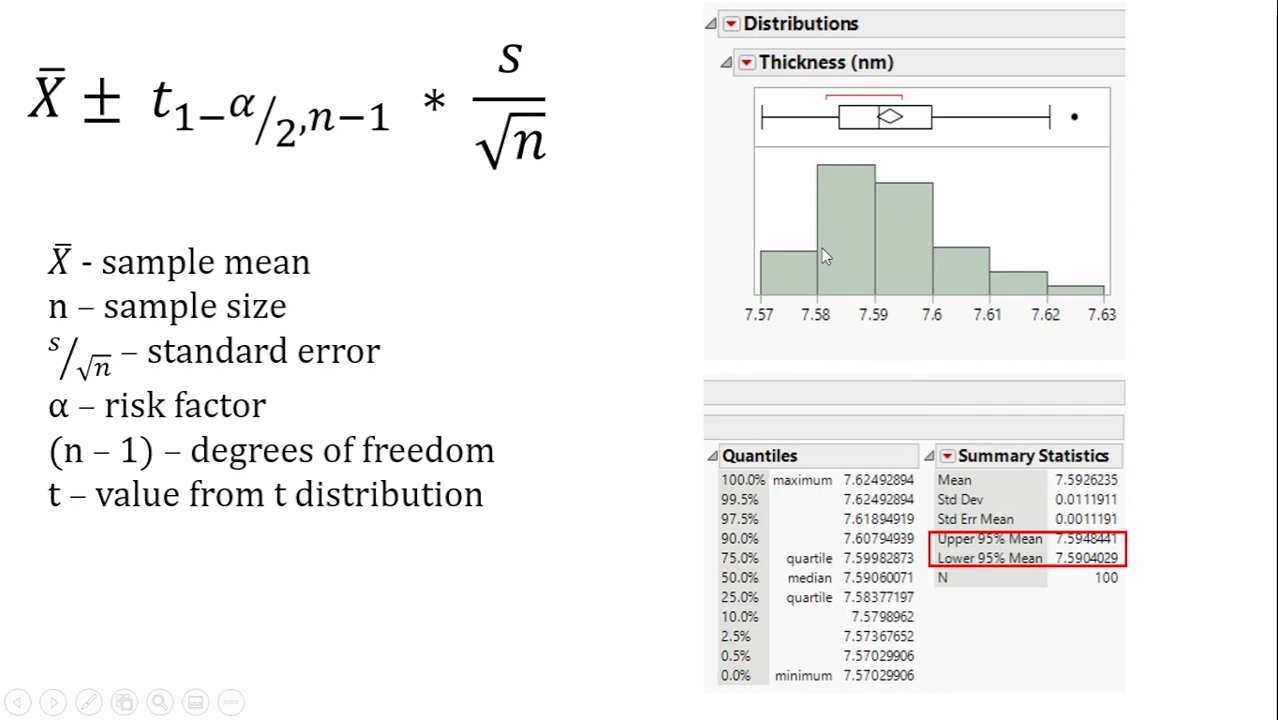 X̄ ± t₁₋α/₂,ₙ₋₁ * s/√n
X̄ - sample mean
n – sample size
s/√n – standard error
α – risk factor
(n – 1) – degrees of freedom
t – value from t distribution
Distributions
Thickness (nm)
7.57 7.58 7.59 7.6 7.61 7.62 7.63
Quantiles
100.0% maximum 7.62492894
99.5% 7.62492894
97.5% 7.61894919
90.0% 7.60794939
75.0% quartile 7.59982873
50.0% median 7.59060071
25.0% quartile 7.58377197
10.0% 7.5798962
2.5% 7.57367652
0.5% 7.57029906
0.0% minimum 7.57029906
Summary Statistics
Mean 7.5926235
Std Dev 0.0111911
Std Err Mean 0.0011191
Upper 95% Mean 7.5948441
Lower 95% Mean 7.5904029
N 100